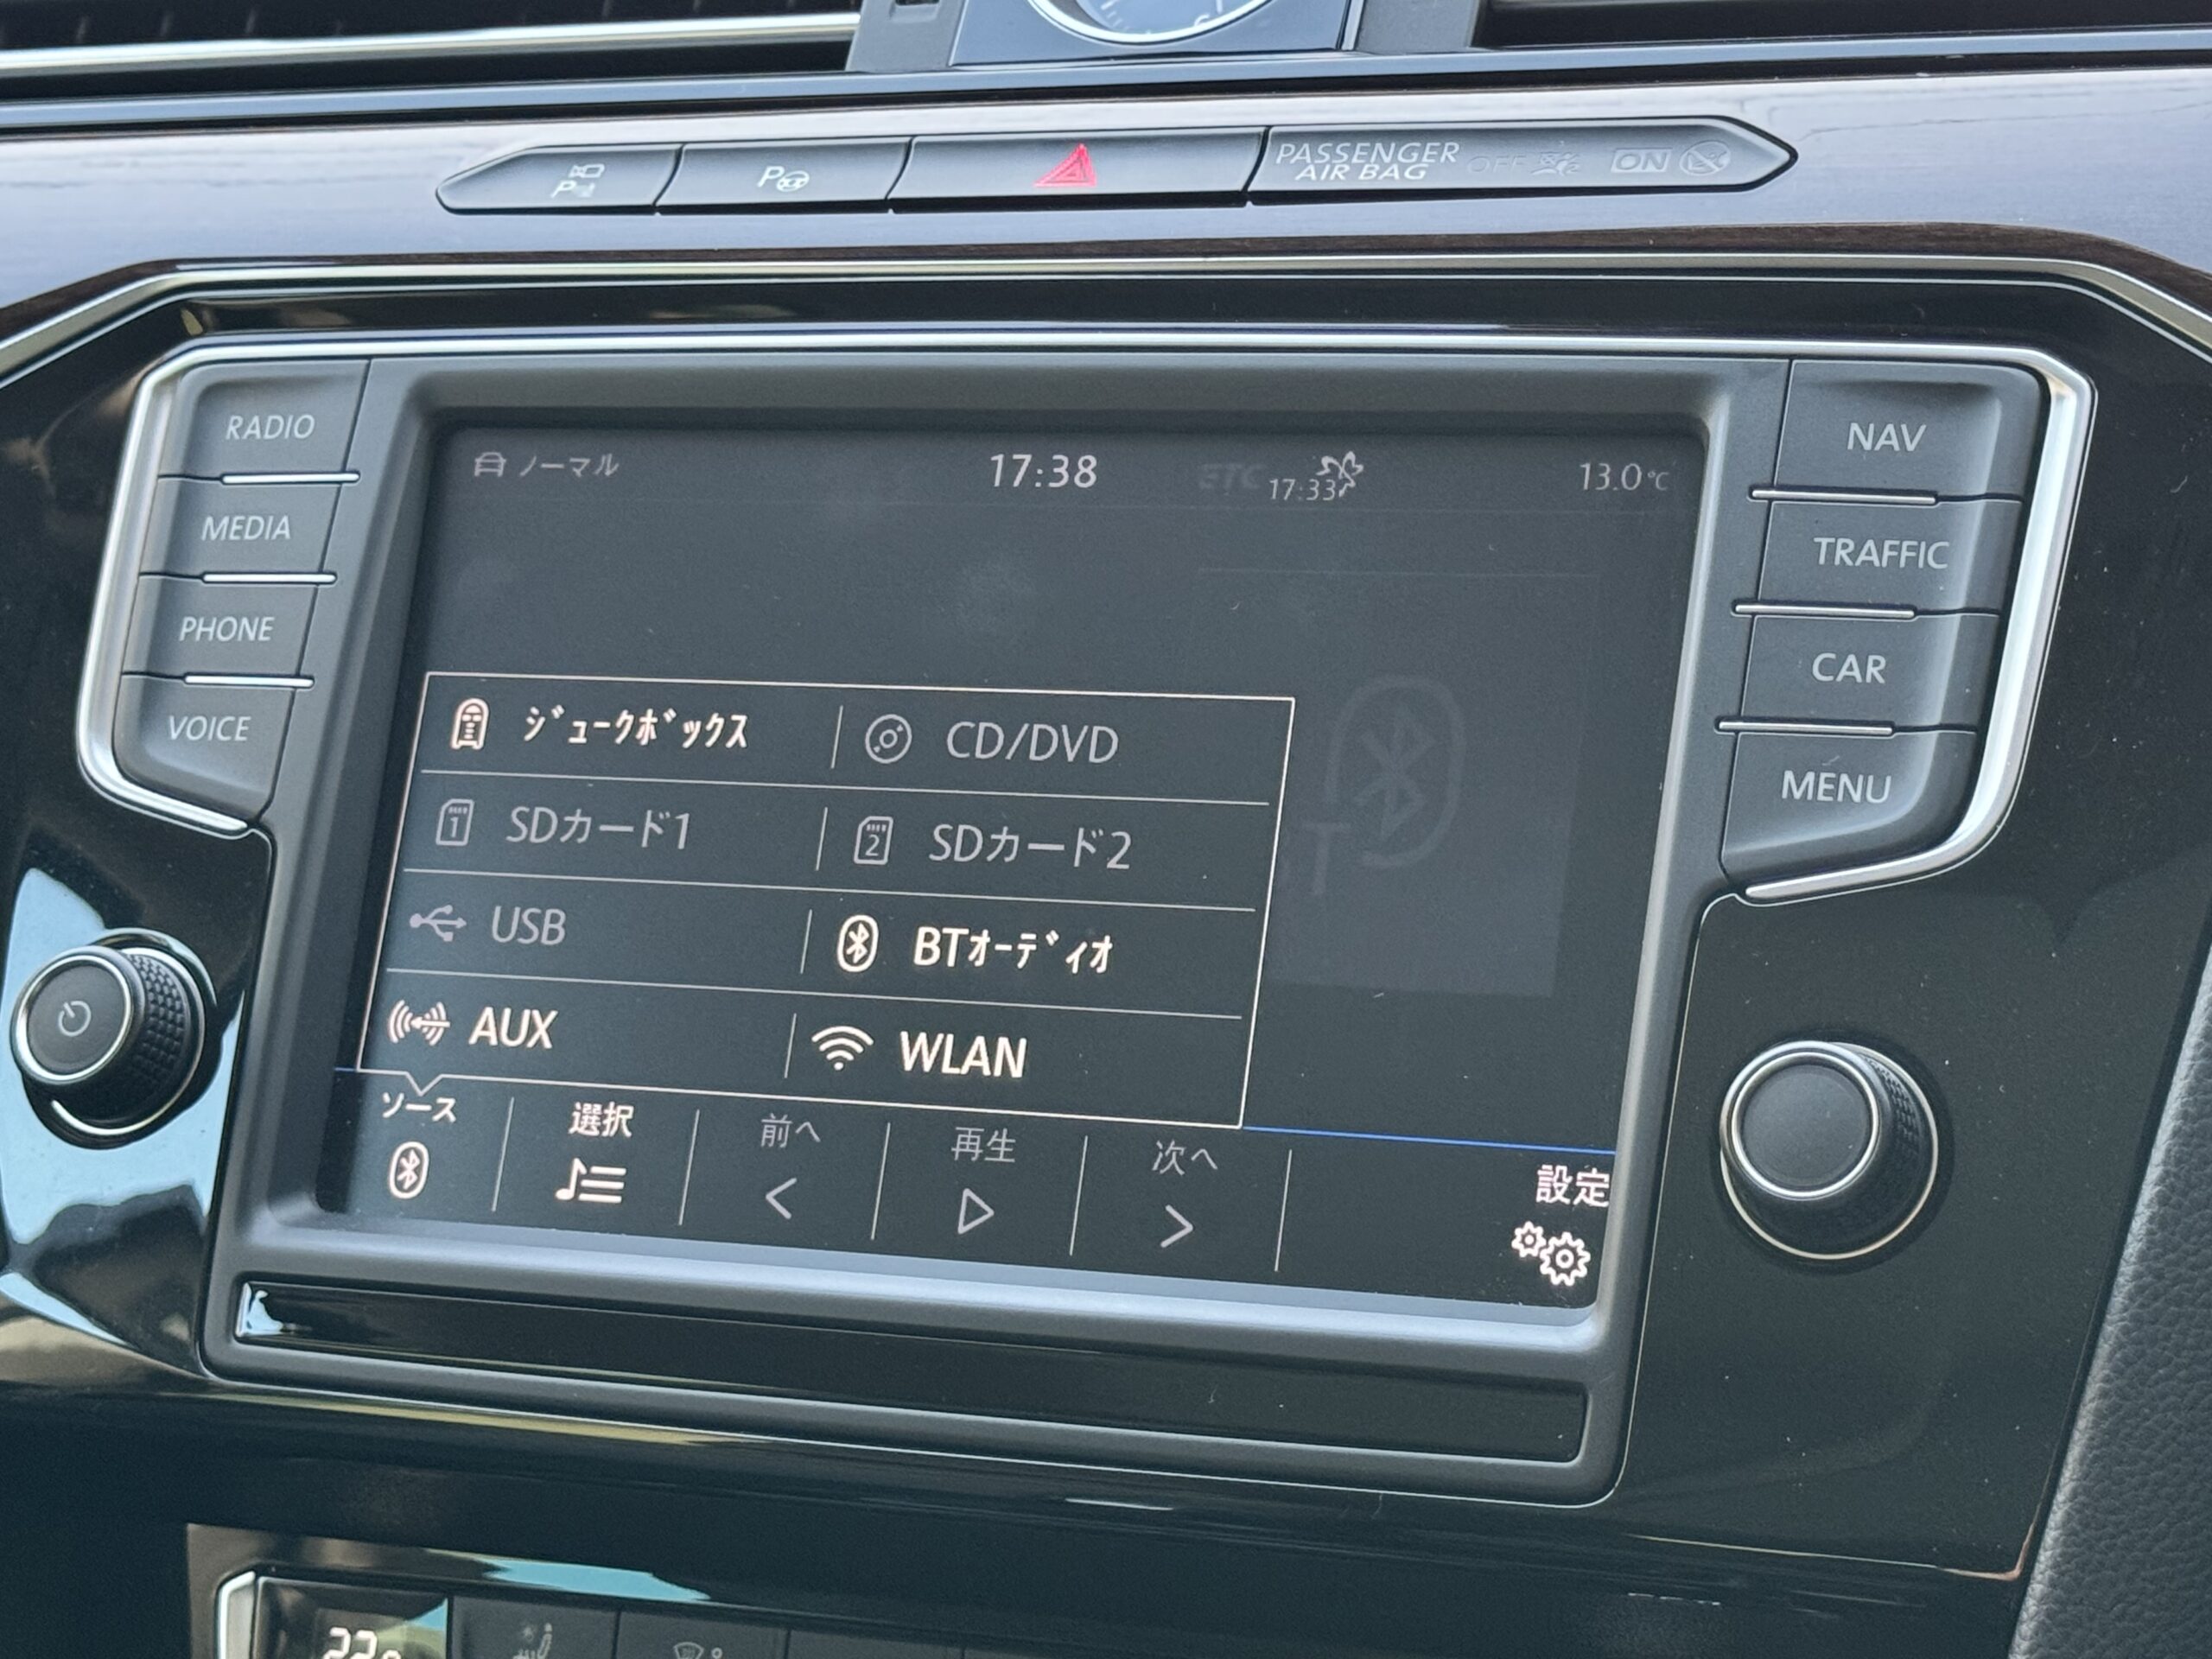 P
P
PASSENGER
AIR BAG
OFF
ON
RADIO
MEDIA
PHONE
VOICE
NAV
TRAFFIC
CAR
MENU
ノーマル
17:38
ETC
17:33
13.0℃
ジュークボックス
CD/DVD
1
SDカード1
2
SDカード2
USB
BTオーディオ
AUX
WLAN
ソース
選択
前へ
再生
次へ
設定